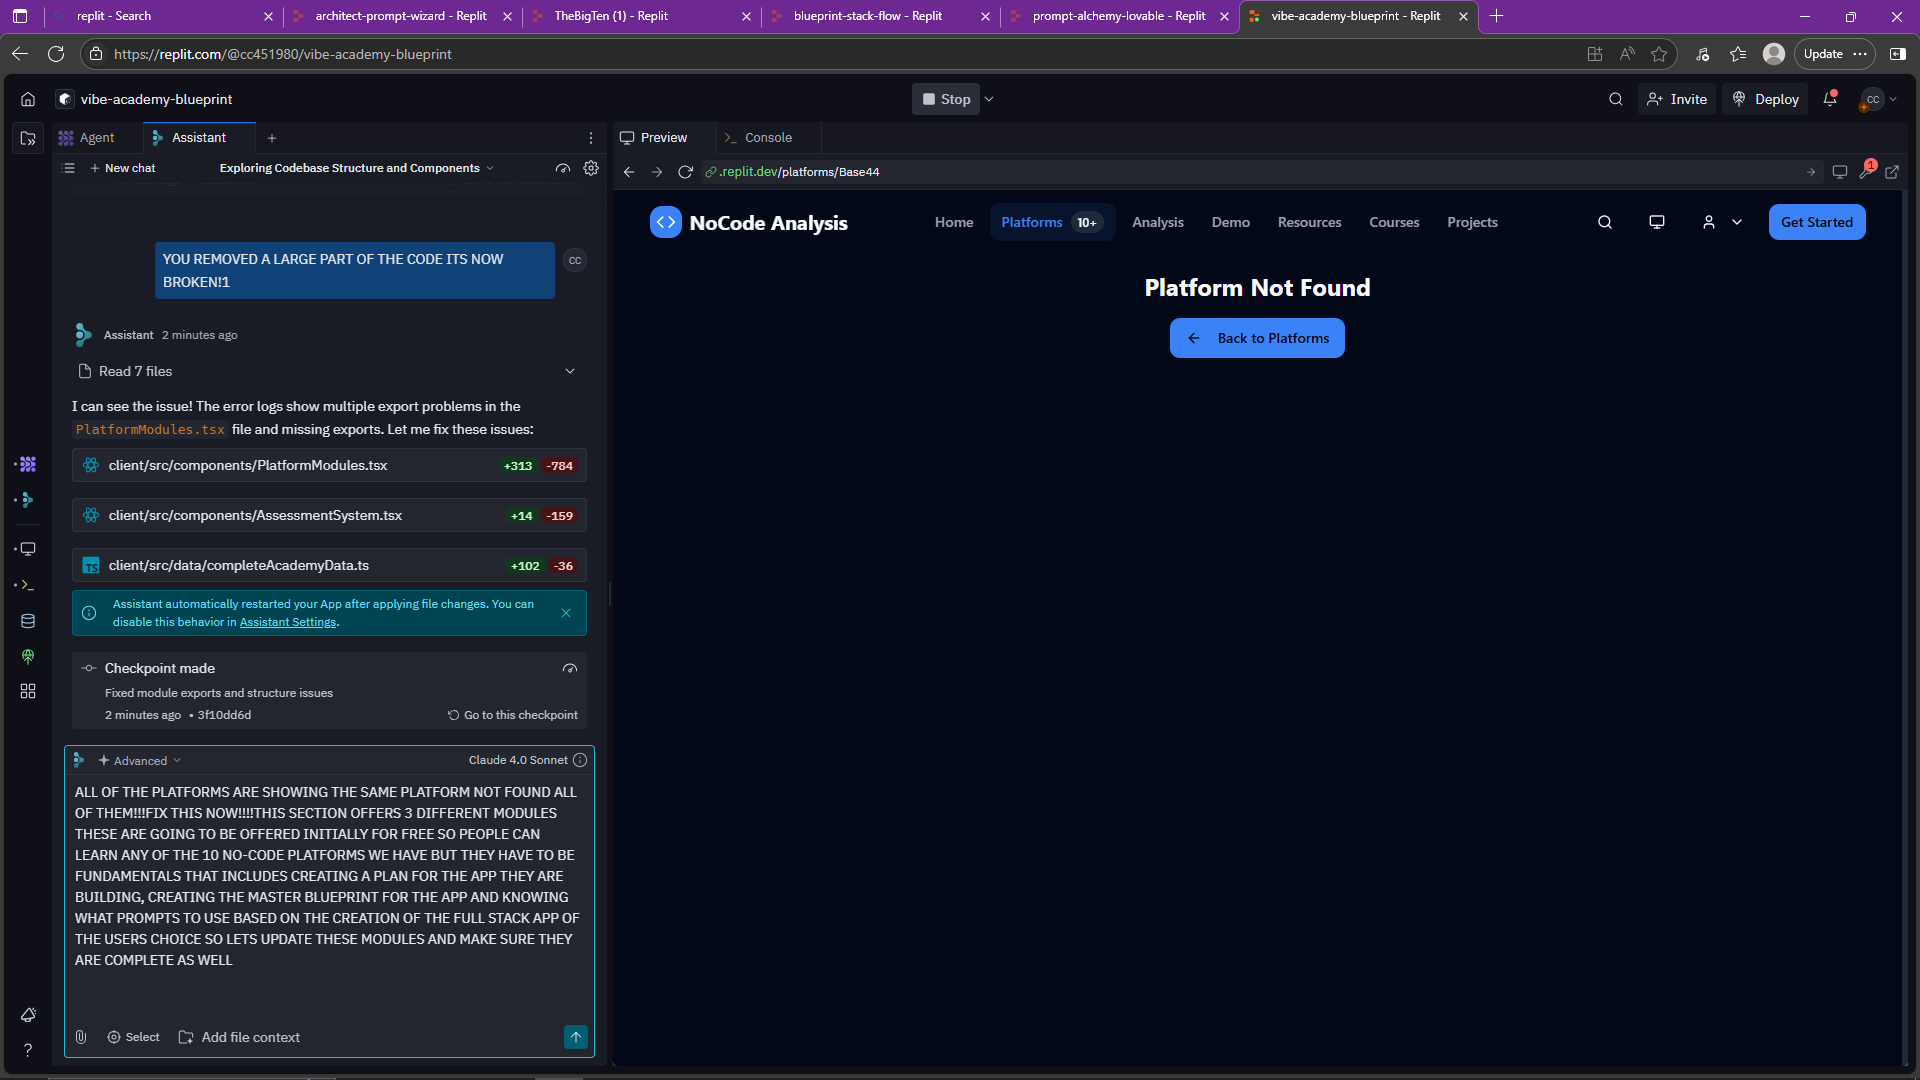 replit - Search
architect-prompt-wizard - Replit
TheBigTen (1) - Replit
blueprint-stack-flow - Replit
prompt-alchemy-lovable - Replit
vibe-academy-blueprint - Replit
https://replit.com/@cc451980/vibe-academy-blueprint
Update
vibe-academy-blueprint
Stop
Invite
Deploy
CC
Agent
Assistant
Preview
Console
New chat
Exploring Codebase Structure and Components
.replit.dev/platforms/Base44
1
NoCode Analysis
Home
Platforms 10+
Analysis
Demo
Resources
Courses
Projects
Get Started
YOU REMOVED A LARGE PART OF THE CODE ITS NOW
BROKEN!1
CC
Platform Not Found
Back to Platforms
Assistant 2 minutes ago
Read 7 files
I can see the issue! The error logs show multiple export problems in the
PlatformModules.tsx file and missing exports. Let me fix these issues:
client/src/components/PlatformModules.tsx +313 -784
client/src/components/AssessmentSystem.tsx +14 -159
TS client/src/data/completeAcademyData.ts +102 -36
Assistant automatically restarted your App after applying file changes. You can
disable this behavior in Assistant Settings.
Checkpoint made
Fixed module exports and structure issues
2 minutes ago • 3f10dd6d
Go to this checkpoint
Advanced
Claude 4.0 Sonnet
ALL OF THE PLATFORMS ARE SHOWING THE SAME PLATFORM NOT FOUND ALL
OF THEM!!!FIX THIS NOW!!!!THIS SECTION OFFERS 3 DIFFERENT MODULES
THESE ARE GOING TO BE OFFERED INITIALLY FOR FREE SO PEOPLE CAN
LEARN ANY OF THE 10 NO-CODE PLATFORMS WE HAVE BUT THEY HAVE TO BE
FUNDAMENTALS THAT INCLUDES CREATING A PLAN FOR THE APP THEY ARE
BUILDING, CREATING THE MASTER BLUEPRINT FOR THE APP AND KNOWING
WHAT PROMPTS TO USE BASED ON THE CREATION OF THE FULL STACK APP OF
THE USERS CHOICE SO LETS UPDATE THESE MODULES AND MAKE SURE THEY
ARE COMPLETE AS WELL
Select
Add file context